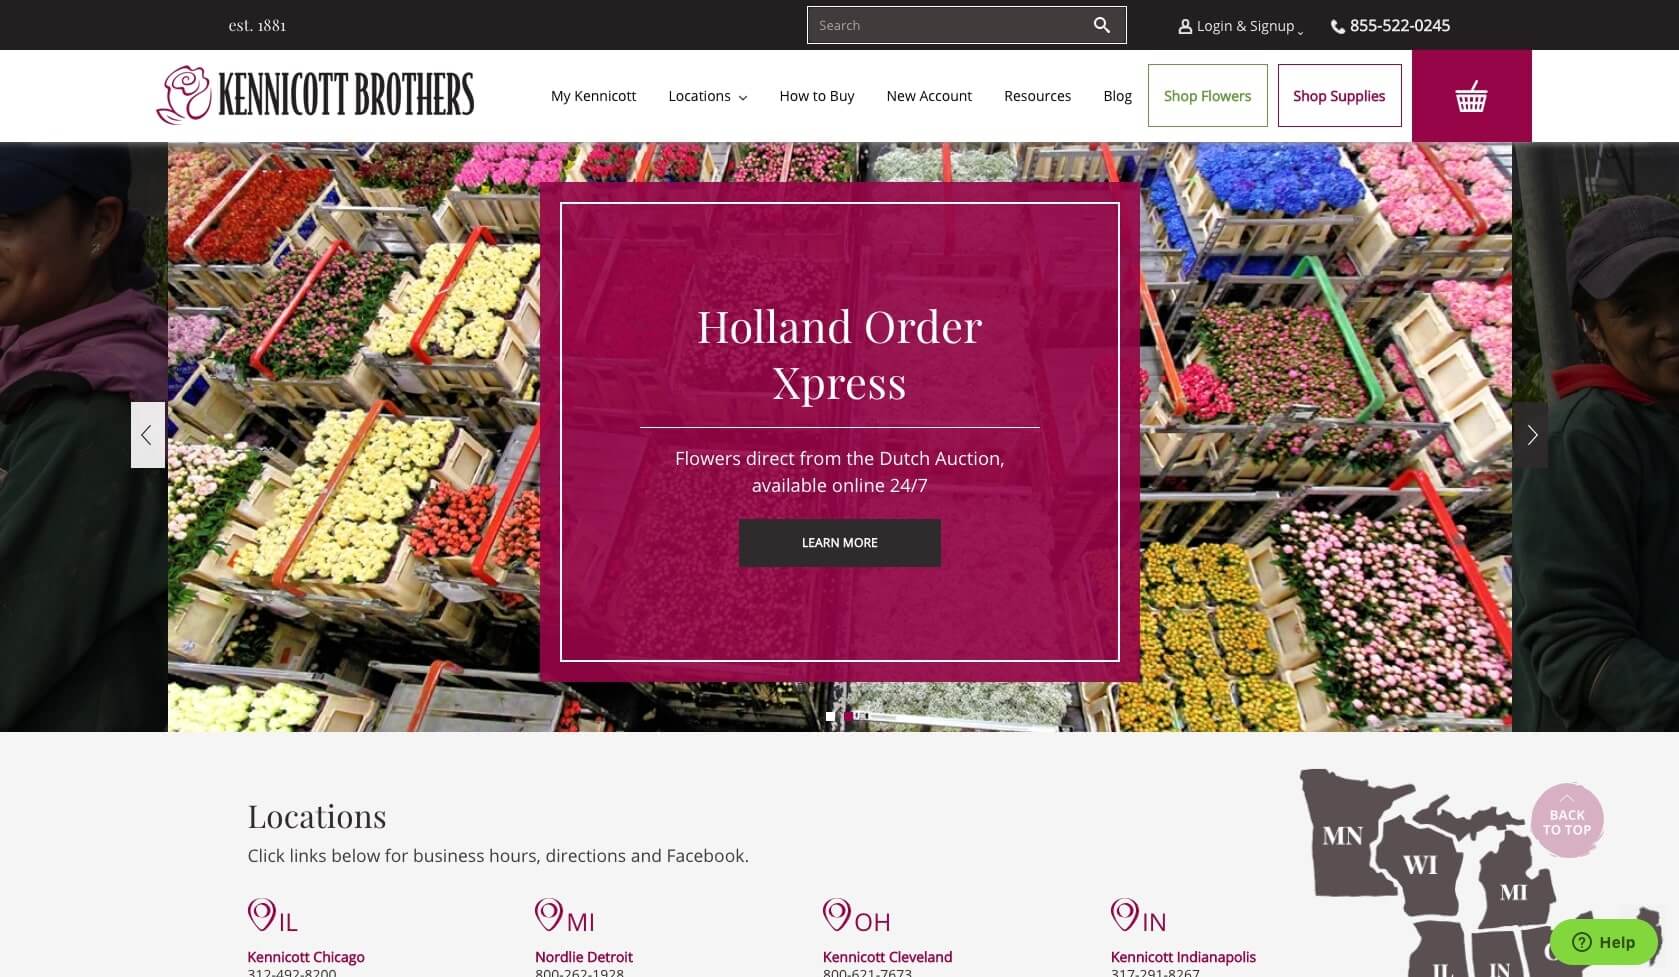 est. 1881
Search
Login & Signup
855-522-0245
KENNICOTT BROTHERS
My Kennicott
Locations
How to Buy
New Account
Resources
Blog
Shop Flowers
Shop Supplies
Holland Order
Xpress
Flowers direct from the Dutch Auction,
available online 24/7
LEARN MORE
Locations
Click links below for business hours, directions and Facebook.
MN
WI
MI
IL
IN
BACK
TO TOP
IL
Kennicott Chicago
312-492-8200
MI
Nordlie Detroit
800-262-1928
OH
Kennicott Cleveland
800-621-7673
IN
Kennicott Indianapolis
317-291-8267
Help